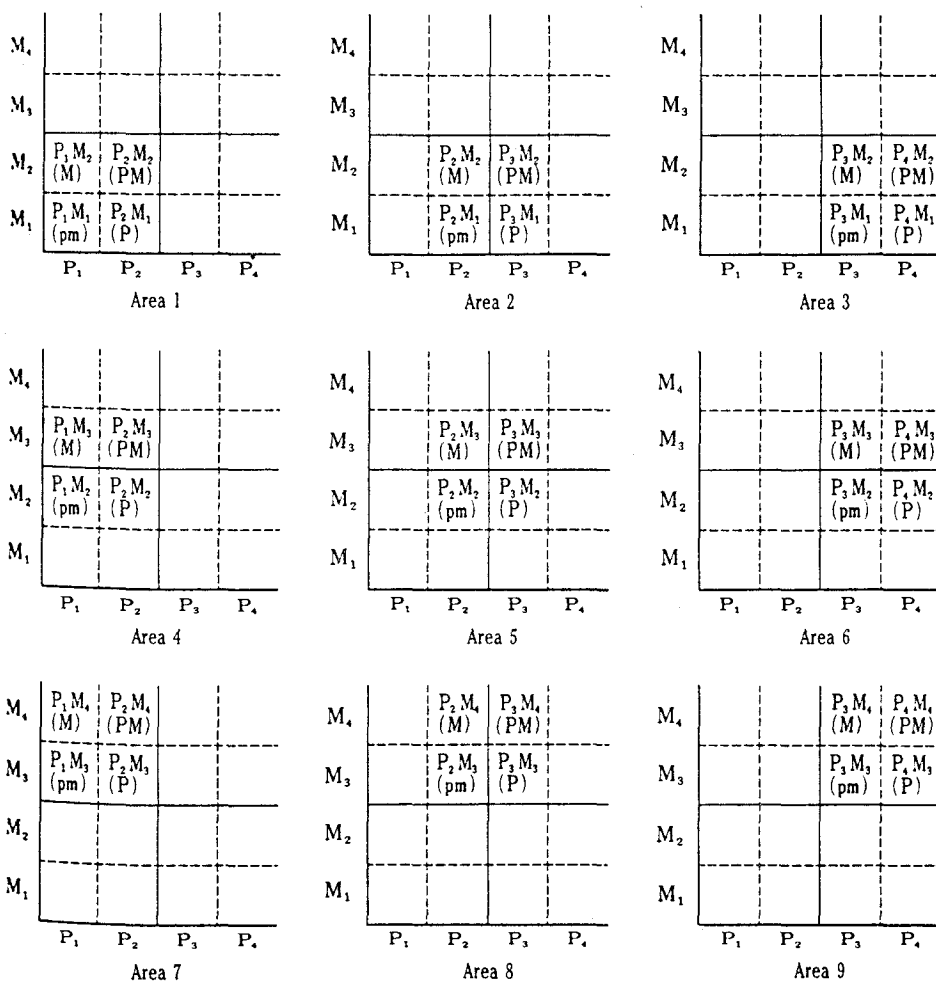 M₄
M₃
M₂ P₁M₂ P₂M₂
(M) (PM)
M₁ P₁M₁ P₂M₁
(pm) (P)
P₁ P₂ P₃ P₄
Area 1
M₄
M₃
M₂ P₂M₂ P₃M₂
(M) (PM)
M₁ P₂M₁ P₃M₁
(pm) (P)
P₁ P₂ P₃ P₄
Area 2
M₄
M₃
M₂ P₃M₂ P₄M₂
(M) (PM)
M₁ P₃M₁ P₄M₁
(pm) (P)
P₁ P₂ P₃ P₄
Area 3
M₄
M₃ P₁M₃ P₂M₃
(M) (PM)
M₂ P₁M₂ P₂M₂
(pm) (P)
M₁
P₁ P₂ P₃ P₄
Area 4
M₄
M₃ P₂M₃ P₃M₃
(M) (PM)
M₂ P₂M₂ P₃M₂
(pm) (P)
M₁
P₁ P₂ P₃ P₄
Area 5
M₄
M₃ P₃M₃ P₄M₃
(M) (PM)
M₂ P₃M₂ P₄M₂
(pm) (P)
M₁
P₁ P₂ P₃ P₄
Area 6
M₄ P₁M₄ P₂M₄
(M) (PM)
M₃ P₁M₃ P₂M₃
(pm) (P)
M₂
M₁
P₁ P₂ P₃ P₄
Area 7
M₄ P₂M₄ P₃M₄
(M) (PM)
M₃ P₂M₃ P₃M₃
(pm) (P)
M₂
M₁
P₁ P₂ P₃ P₄
Area 8
M₄ P₃M₄ P₄M₄
(M) (PM)
M₃ P₃M₃ P₄M₃
(pm) (P)
M₂
M₁
P₁ P₂ P₃ P₄
Area 9